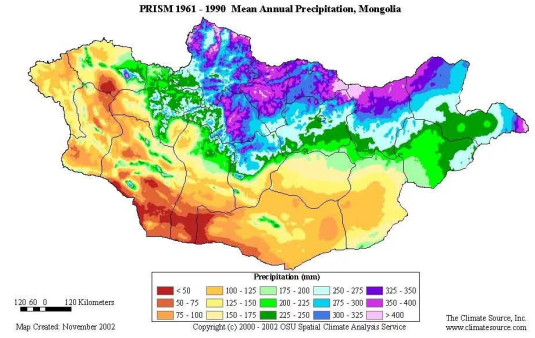 PRISM 1961 - 1990 Mean Annual Precipitation, Mongolia
Precipitation (mm)
< 50 100 - 125 175 - 200 250 - 275 325 - 350
50 - 75 125 - 150 200 - 225 275 - 300 350 - 400
75 - 100 150 - 175 225 - 250 300 - 325 > 400
120 60 0 120 Kilometers
Map Created: November 2002
Copyright (c) 2000 - 2002 OSU Spatial Climate Analysis Service
The Climate Source, Inc.
www.climatesource.com